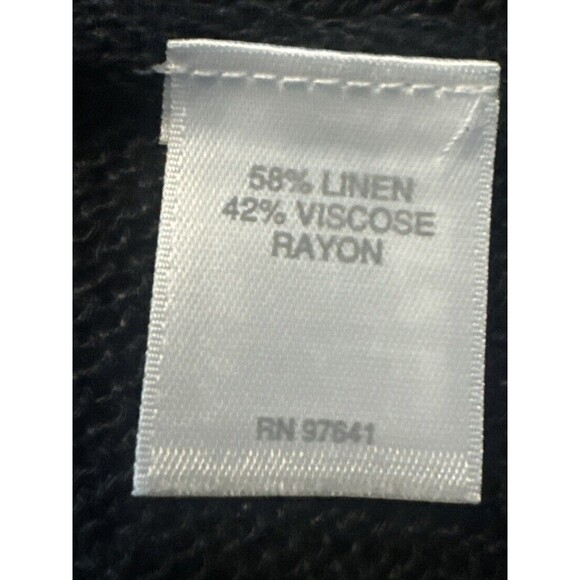 58% LINEN
42% VISCOSE
RAYON
RN 97641